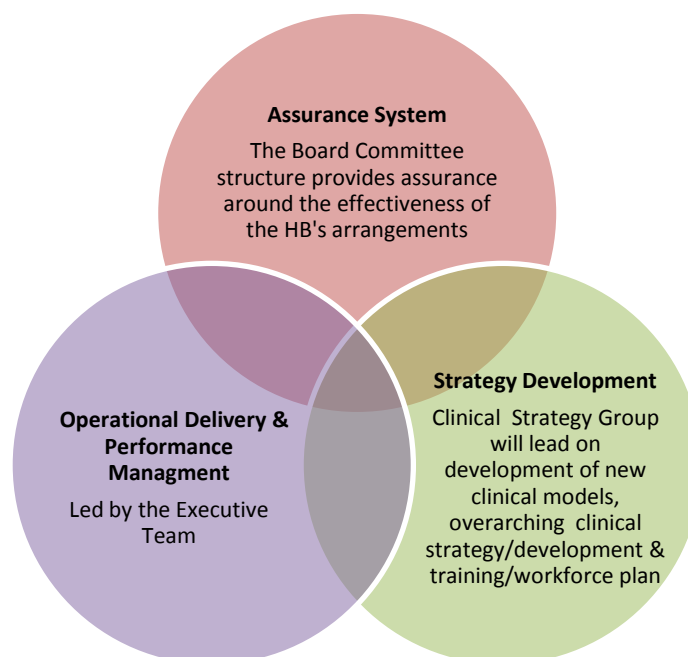 Assurance System
The Board Committee
structure provides assurance
around the effectiveness of
the HB's arrangements
Operational Delivery &
Performance
Managment
Led by the Executive
Team
Strategy Development
Clinical Strategy Group
will lead on
development of new
clinical models,
overarching clinical
strategy/development &
training/workforce plan